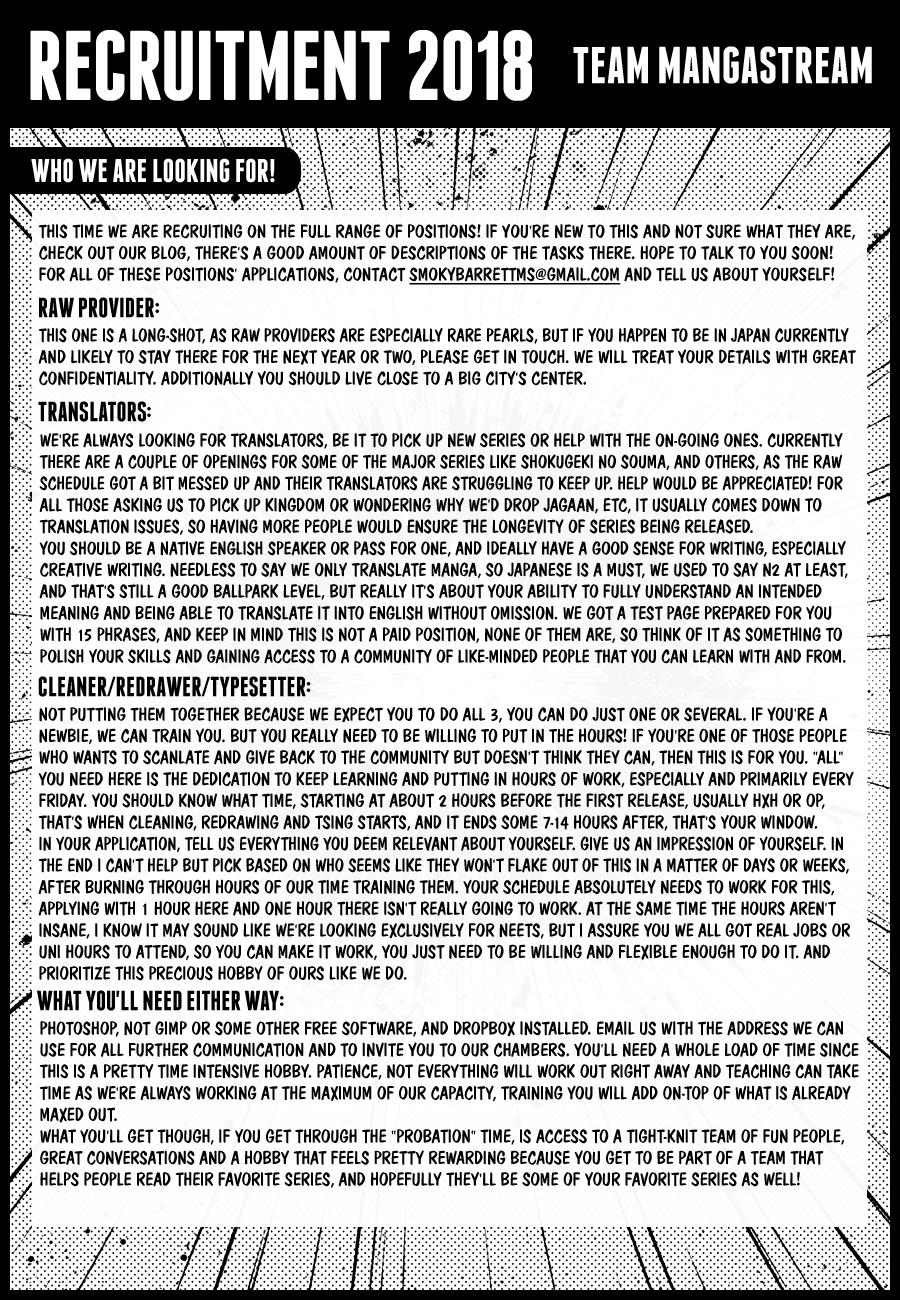 RECRUITMENT 2018 TEAM MANGASTREAM
WHO WE ARE LOOKING FOR!
THIS TIME WE ARE RECRUITING ON THE FULL RANGE OF POSITIONS! IF YOU'RE NEW TO THIS AND NOT SURE WHAT THEY ARE,
CHECK OUT OUR BLOG, THERE'S A GOOD AMOUNT OF DESCRIPTIONS OF THE TASKS THERE. HOPE TO TALK TO YOU SOON!
FOR ALL OF THESE POSITIONS' APPLICATIONS, CONTACT SMOKYBARRETTMS@GMAIL.COM AND TELL US ABOUT YOURSELF!
RAW PROVIDER:
THIS ONE IS A LONG-SHOT, AS RAW PROVIDERS ARE ESPECIALLY RARE PEARLS, BUT IF YOU HAPPEN TO BE IN JAPAN CURRENTLY
AND LIKELY TO STAY THERE FOR THE NEXT YEAR OR TWO, PLEASE GET IN TOUCH. WE WILL TREAT YOUR DETAILS WITH GREAT
CONFIDENTIALITY. ADDITIONALLY YOU SHOULD LIVE CLOSE TO A BIG CITY'S CENTER.
TRANSLATORS:
WE'RE ALWAYS LOOKING FOR TRANSLATORS, BE IT TO PICK UP NEW SERIES OR HELP WITH THE ON-GOING ONES. CURRENTLY
THERE ARE A COUPLE OF OPENINGS FOR SOME OF THE MAJOR SERIES LIKE SHOKUGEKI NO SOUMA, AND OTHERS, AS THE RAW
SCHEDULE GOT A BIT MESSED UP AND THEIR TRANSLATORS ARE STRUGGLING TO KEEP UP. HELP WOULD BE APPRECIATED! FOR
ALL THOSE ASKING US TO PICK UP KINGDOM OR WONDERING WHY WE'D DROP JAGAAN, ETC, IT USUALLY COMES DOWN TO
TRANSLATION ISSUES, SO HAVING MORE PEOPLE WOULD ENSURE THE LONGEVITY OF SERIES BEING RELEASED.
YOU SHOULD BE A NATIVE ENGLISH SPEAKER OR PASS FOR ONE, AND IDEALLY HAVE A GOOD SENSE FOR WRITING, ESPECIALLY
CREATIVE WRITING. NEEDLESS TO SAY WE ONLY TRANSLATE MANGA, SO JAPANESE IS A MUST, WE USED TO SAY N2 AT LEAST,
AND THAT'S STILL A GOOD BALLPARK LEVEL, BUT REALLY IT'S ABOUT YOUR ABILITY TO FULLY UNDERSTAND AN INTENDED
MEANING AND BEING ABLE TO TRANSLATE IT INTO ENGLISH WITHOUT OMISSION. WE GOT A TEST PAGE PREPARED FOR YOU
WITH 15 PHRASES, AND KEEP IN MIND THIS IS NOT A PAID POSITION, NONE OF THEM ARE, SO THINK OF IT AS SOMETHING TO
POLISH YOUR SKILLS AND GAINING ACCESS TO A COMMUNITY OF LIKE-MINDED PEOPLE THAT YOU CAN LEARN WITH AND FROM.
CLEANER/REDRAWER/TYPESETTER:
NOT PUTTING THEM TOGETHER BECAUSE WE EXPECT YOU TO DO ALL 3, YOU CAN DO JUST ONE OR SEVERAL. IF YOU'RE A
NEWBIE, WE CAN TRAIN YOU. BUT YOU REALLY NEED TO BE WILLING TO PUT IN THE HOURS! IF YOU'RE ONE OF THOSE PEOPLE
WHO WANTS TO SCANLATE AND GIVE BACK TO THE COMMUNITY BUT DOESN'T THINK THEY CAN, THEN THIS IS FOR YOU. "ALL"
YOU NEED HERE IS THE DEDICATION TO KEEP LEARNING AND PUTTING IN HOURS OF WORK, ESPECIALLY AND PRIMARILY EVERY
FRIDAY. YOU SHOULD KNOW WHAT TIME, STARTING AT ABOUT 2 HOURS BEFORE THE FIRST RELEASE, USUALLY HXH OR OP,
THAT'S WHEN CLEANING, REDRAWING AND TSING STARTS, AND IT ENDS SOME 7-14 HOURS AFTER, THAT'S YOUR WINDOW.
IN YOUR APPLICATION, TELL US EVERYTHING YOU DEEM RELEVANT ABOUT YOURSELF. GIVE US AN IMPRESSION OF YOURSELF. IN
THE END I CAN'T HELP BUT PICK BASED ON WHO SEEMS LIKE THEY WON'T FLAKE OUT OF THIS IN A MATTER OF DAYS OR WEEKS,
AFTER BURNING THROUGH HOURS OF OUR TIME TRAINING THEM. YOUR SCHEDULE ABSOLUTELY NEEDS TO WORK FOR THIS,
APPLYING WITH 1 HOUR HERE AND ONE HOUR THERE ISN'T REALLY GOING TO WORK. AT THE SAME TIME THE HOURS AREN'T
INSANE, I KNOW IT MAY SOUND LIKE WE'RE LOOKING EXCLUSIVELY FOR NEETS, BUT I ASSURE YOU WE ALL GOT REAL JOBS OR
UNI HOURS TO ATTEND, SO YOU CAN MAKE IT WORK, YOU JUST NEED TO BE WILLING AND FLEXIBLE ENOUGH TO DO IT. AND
PRIORITIZE THIS PRECIOUS HOBBY OF OURS LIKE WE DO.
WHAT YOU'LL NEED EITHER WAY:
PHOTOSHOP, NOT GIMP OR SOME OTHER FREE SOFTWARE, AND DROPBOX INSTALLED. EMAIL US WITH THE ADDRESS WE CAN
USE FOR ALL FURTHER COMMUNICATION AND TO INVITE YOU TO OUR CHAMBERS. YOU'LL NEED A WHOLE LOAD OF TIME SINCE
THIS IS A PRETTY TIME INTENSIVE HOBBY. PATIENCE, NOT EVERYTHING WILL WORK OUT RIGHT AWAY AND TEACHING CAN TAKE
TIME AS WE'RE ALWAYS WORKING AT THE MAXIMUM OF OUR CAPACITY, TRAINING YOU WILL ADD ON-TOP OF WHAT IS ALREADY
MAXED OUT.
WHAT YOU'LL GET THOUGH, IF YOU GET THROUGH THE "PROBATION" TIME, IS ACCESS TO A TIGHT-KNIT TEAM OF FUN PEOPLE,
GREAT CONVERSATIONS AND A HOBBY THAT FEELS PRETTY REWARDING BECAUSE YOU GET TO BE PART OF A TEAM THAT
HELPS PEOPLE READ THEIR FAVORITE SERIES, AND HOPEFULLY THEY'LL BE SOME OF YOUR FAVORITE SERIES AS WELL!